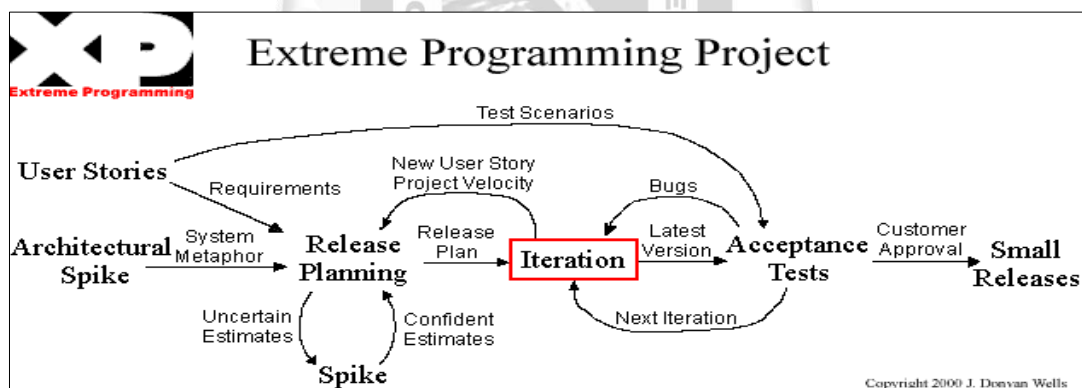 XP
Extreme Programming
Extreme Programming Project
Test Scenarios
User Stories
New User Story
Project Velocity
Bugs
Requirements
Architectural
Spike
System
Metaphor
Release
Planning
Release
Plan
Iteration
Latest
Version
Acceptance
Tests
Customer
Approval
Small
Releases
Uncertain
Estimates
Confident
Estimates
Next Iteration
Spike
Copyright 2000 J. Donvan Wells